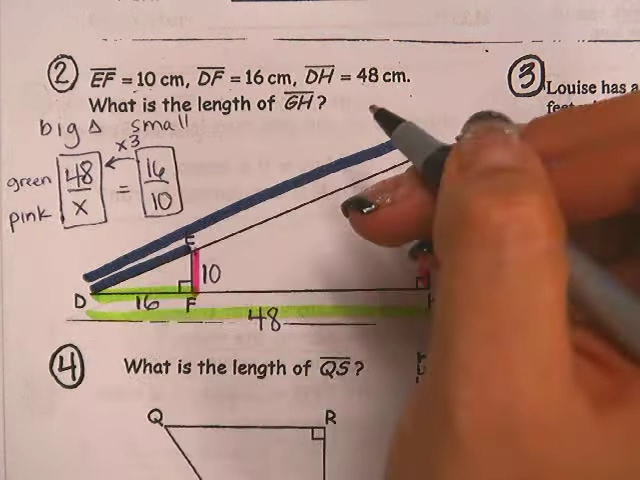 ② EF = 10 cm, DF = 16 cm, DH = 48 cm.
What is the length of GH?
③
Louise has a
big Δ small
x3
green 48 = 16
pink x 10
E
10
D 16 F
48
④ What is the length of QS?
Q R